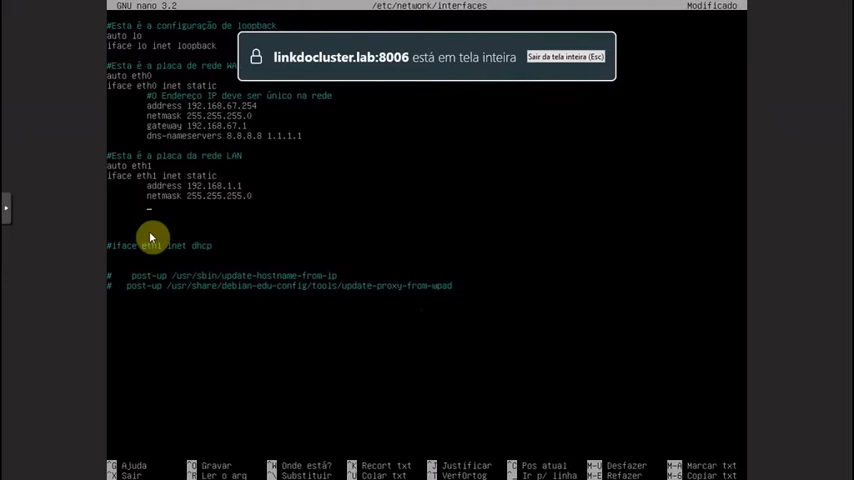 GNU nano 3.2 /etc/network/interfaces Modificado
#Esta é a configuração de loopback
auto lo
iface lo inet loopback
linkdocluster.lab:8006 está em tela inteira Sair da tela inteira (Esc)
#Esta é a placa de rede WA
auto eth0
iface eth0 inet static
#O Endereço IP deve ser único na rede
address 192.168.67.254
netmask 255.255.255.0
gateway 192.168.67.1
dns-nameservers 8.8.8.8 1.1.1.1
#Esta é a placa da rede LAN
auto eth1
iface eth1 inet static
address 192.168.1.1
netmask 255.255.255.0
#iface eth1 inet dhcp
# post-up /usr/sbin/update-hostname-from-ip
# post-up /usr/share/debian-edu-config/tools/update-proxy-from-wpad
^G Ajuda ^O Gravar ^W Onde está? ^K Recort txt ^J Justificar ^C Pos atual M-U Desfazer M-A Marcar txt
^X Sair ^R Ler o arq ^\ Substituir ^U Colar txt ^T VerfOrtog ^_ Ir p/ linha M-E Refazer M-6 Copiar txt